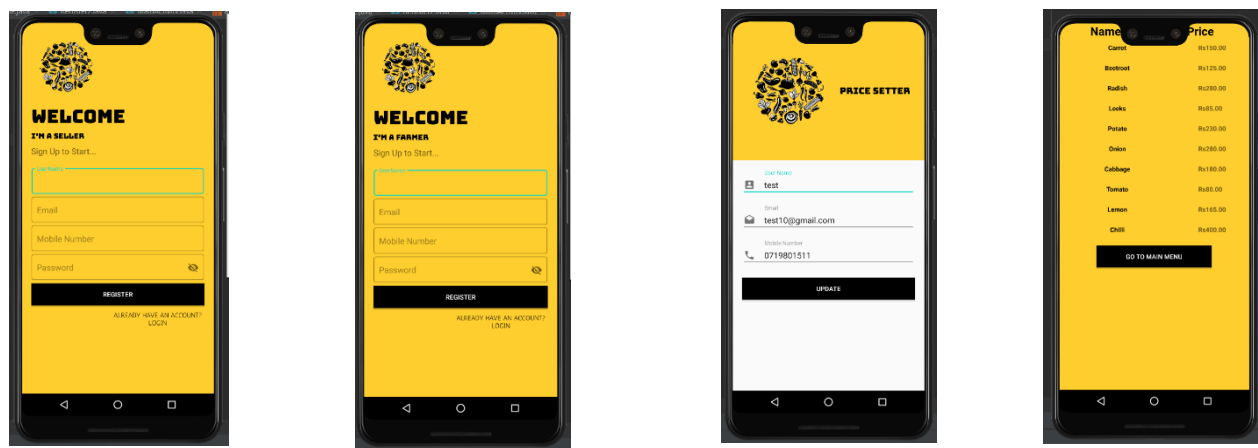 WELCOME
I'M A SELLER
Sign Up to Start...
User Name
Email
Mobile Number
Password
REGISTER
ALREADY HAVE AN ACCOUNT?
LOGIN
WELCOME
I'M A FARMER
Sign Up to Start...
User Name
Email
Mobile Number
Password
REGISTER
ALREADY HAVE AN ACCOUNT?
LOGIN
PRICE SETTER
User Name
test
Email
test10@gmail.com
Mobile Number
0719801511
UPDATE
Name Price
Carrot Rs150.00
Beetroot Rs125.00
Radish Rs280.00
Leeks Rs85.00
Potato Rs230.00
Onion Rs280.00
Cabbage Rs180.00
Tomato Rs80.00
Lemon Rs165.00
Chilli Rs400.00
GO TO MAIN MENU